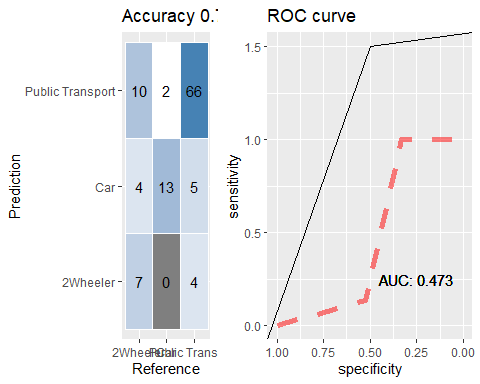 Accuracy 0.
ROC curve
Prediction
Public Transport
10 2 66
Car
4 13 5
2Wheeler
7 0 4
Reference
sensitivity
1.5
1.0
0.5
0.0
AUC: 0.473
1.00 0.75 0.50 0.25 0.00
specificity